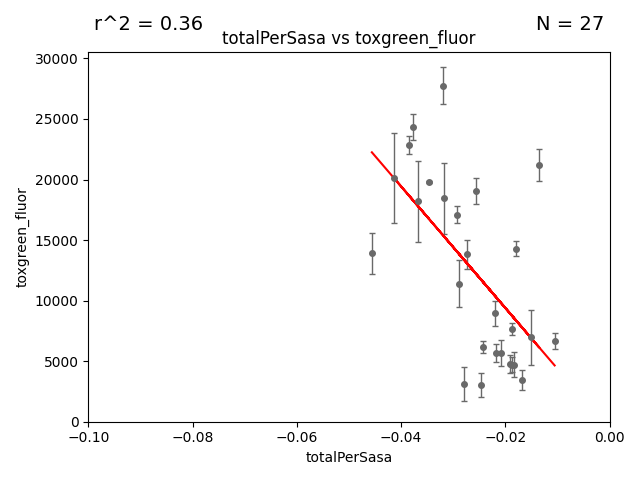 r^2 = 0.36
N = 27
totalPerSasa vs toxgreen_fluor
30000
25000
20000
15000
10000
5000
0
toxgreen_fluor
−0.10
−0.08
−0.06
−0.04
−0.02
0.00
totalPerSasa